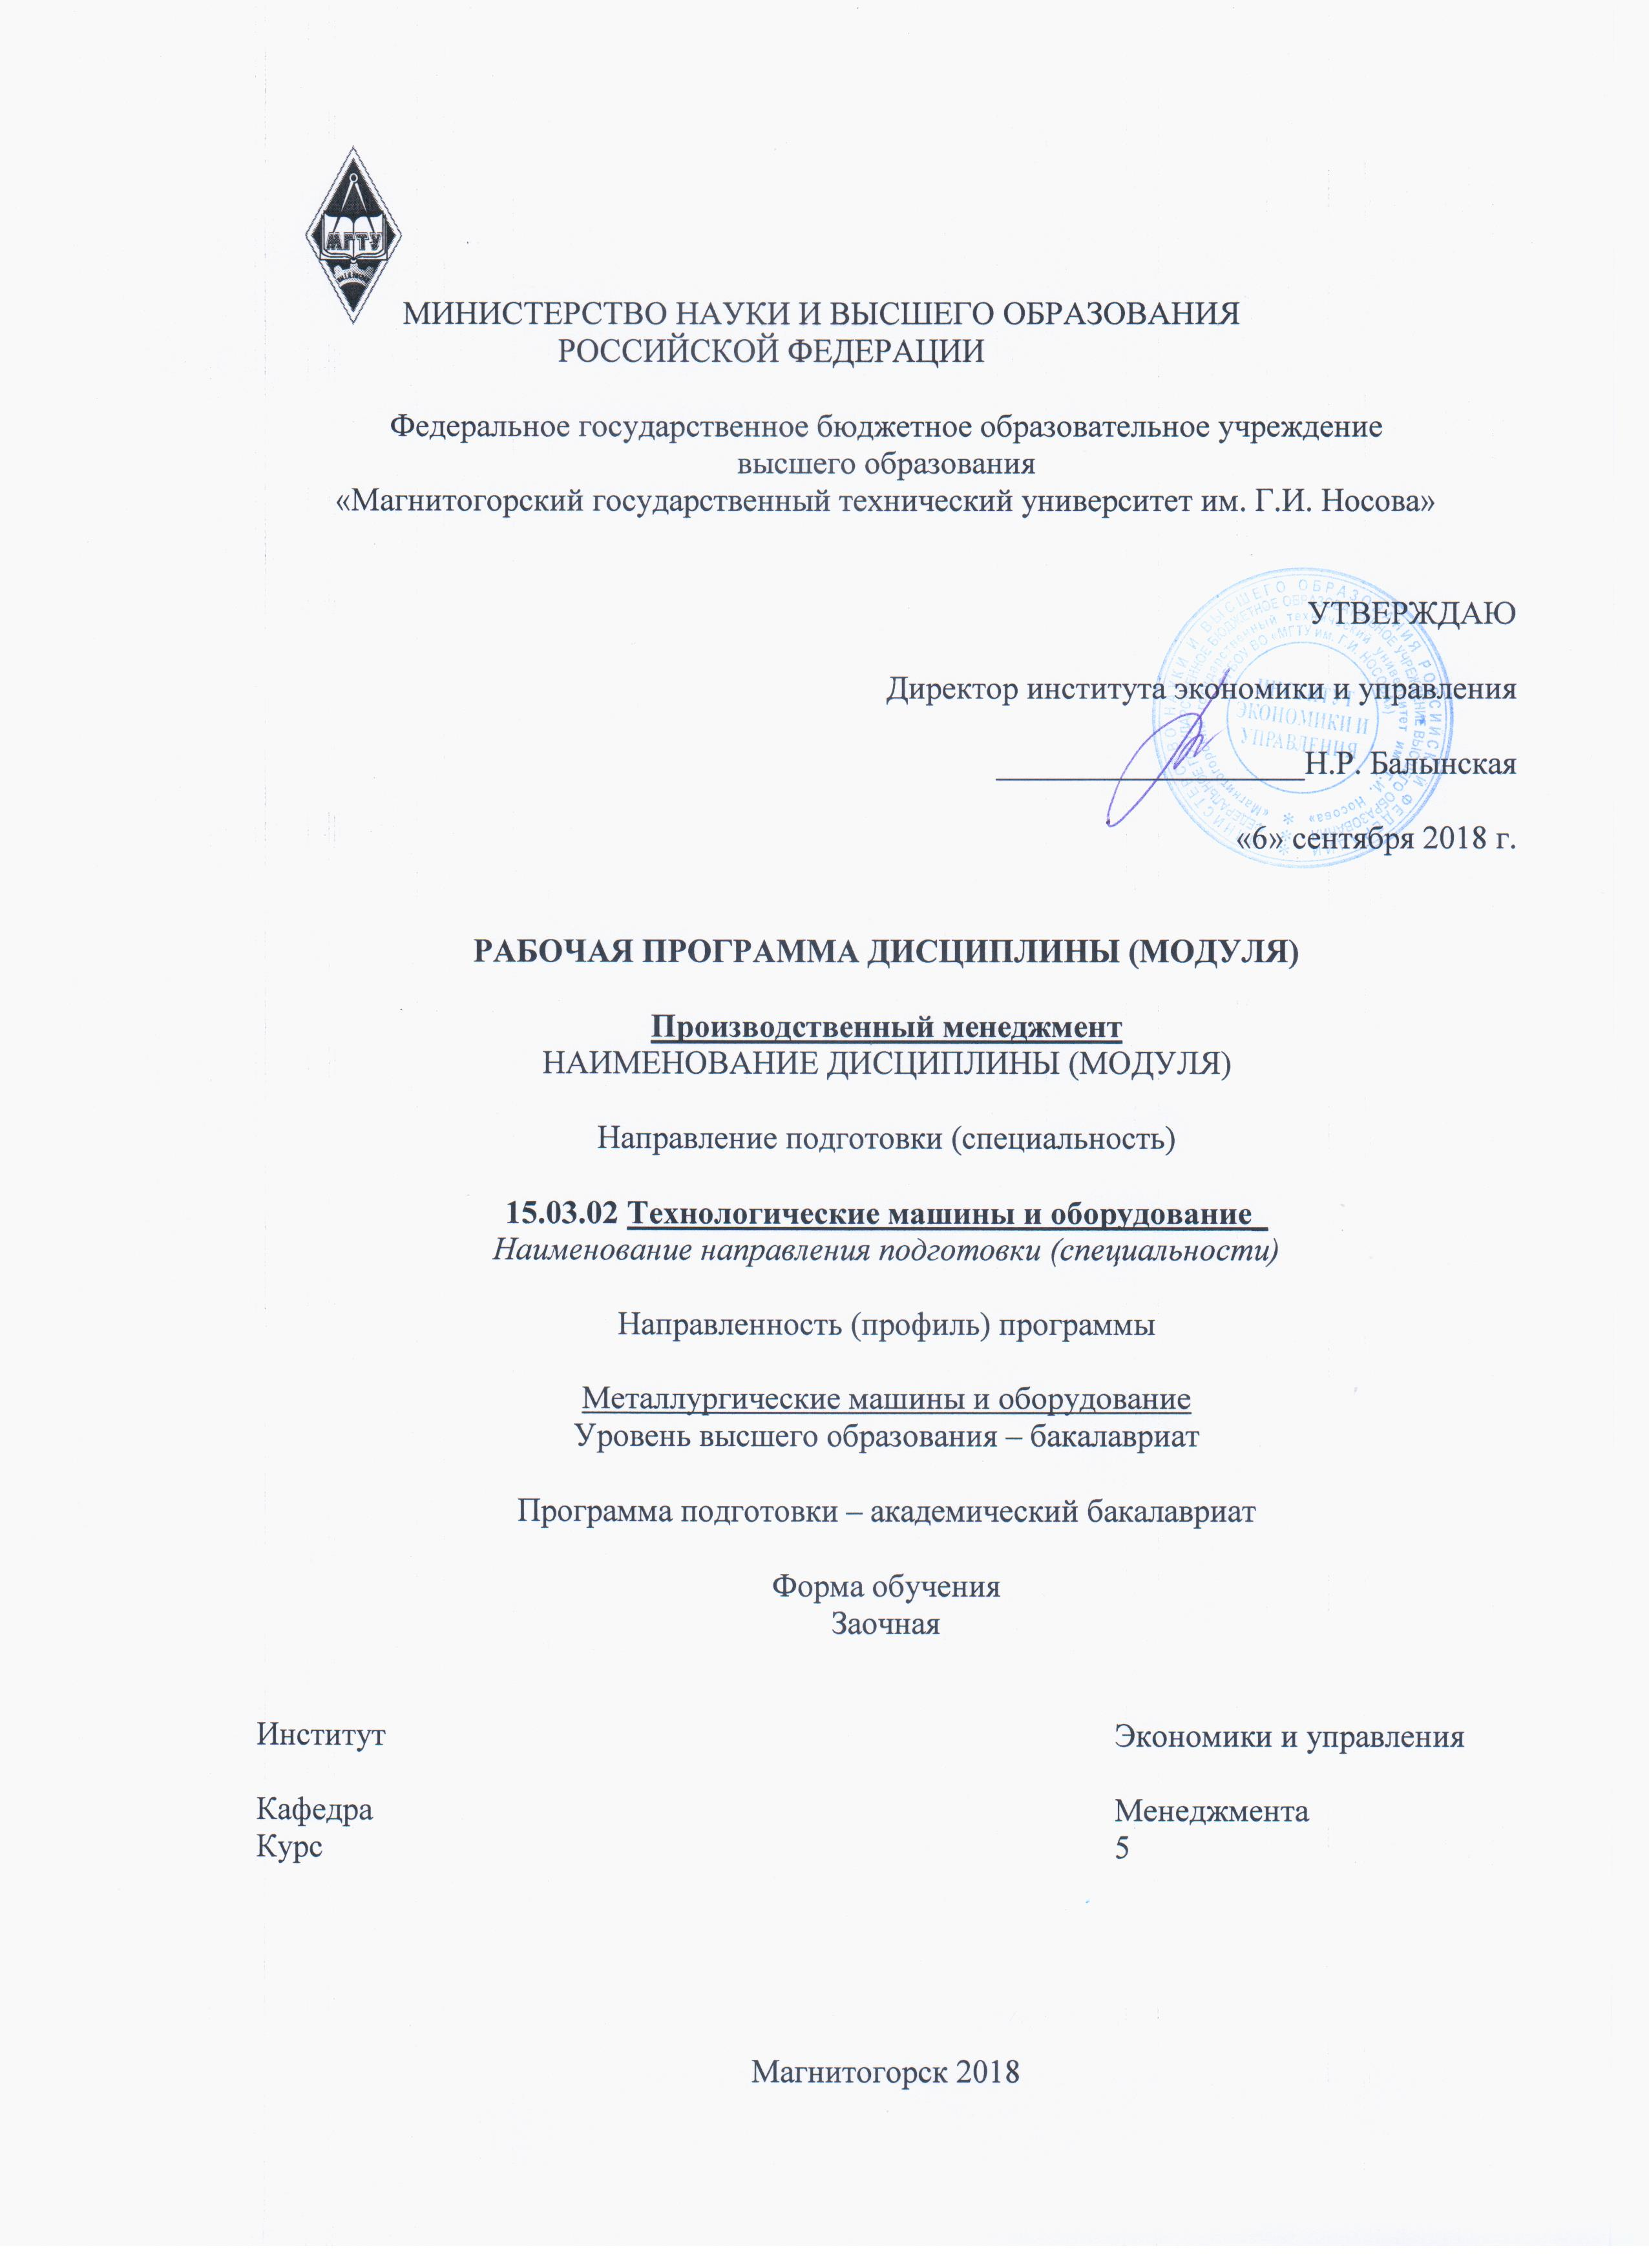 МГТУ
МИНИСТЕРСТВО НАУКИ И ВЫСШЕГО ОБРАЗОВАНИЯ
РОССИЙСКОЙ ФЕДЕРАЦИИ
Федеральное государственное бюджетное образовательное учреждение
высшего образования
«Магнитогорский государственный технический университет им. Г.И. Носова»
УТВЕРЖДАЮ
Директор института экономики и управления
Н.Р. Балынская
«6» сентября 2018 г.
ИНСТИТУТ
ЭКОНОМИКИ И
УПРАВЛЕНИЯ
РАБОЧАЯ ПРОГРАММА ДИСЦИПЛИНЫ (МОДУЛЯ)
Производственный менеджмент
НАИМЕНОВАНИЕ ДИСЦИПЛИНЫ (МОДУЛЯ)
Направление подготовки (специальность)
15.03.02 Технологические машины и оборудование
Наименование направления подготовки (специальности)
Направленность (профиль) программы
Металлургические машины и оборудование
Уровень высшего образования – бакалавриат
Программа подготовки – академический бакалавриат
Форма обучения
Заочная
Институт Экономики и управления
Кафедра Менеджмента
Курс 5
Магнитогорск 2018